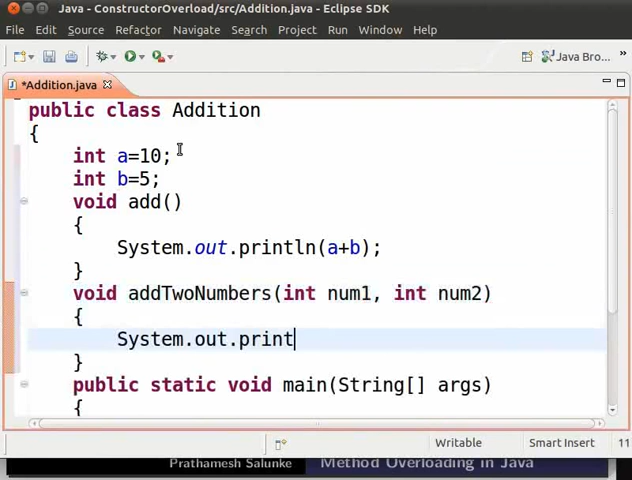 Java - ConstructorOverload/src/Addition.java - Eclipse SDK
File Edit Source Refactor Navigate Search Project Run Window Help
Java Bro...
*Addition.java
public class Addition
{
int a=10;
int b=5;
void add()
{
System.out.println(a+b);
}
void addTwoNumbers(int num1, int num2)
{
System.out.print
}
public static void main(String[] args)
{
Writable Smart Insert 11
Prathamesh Salunke Method Overloading in Java